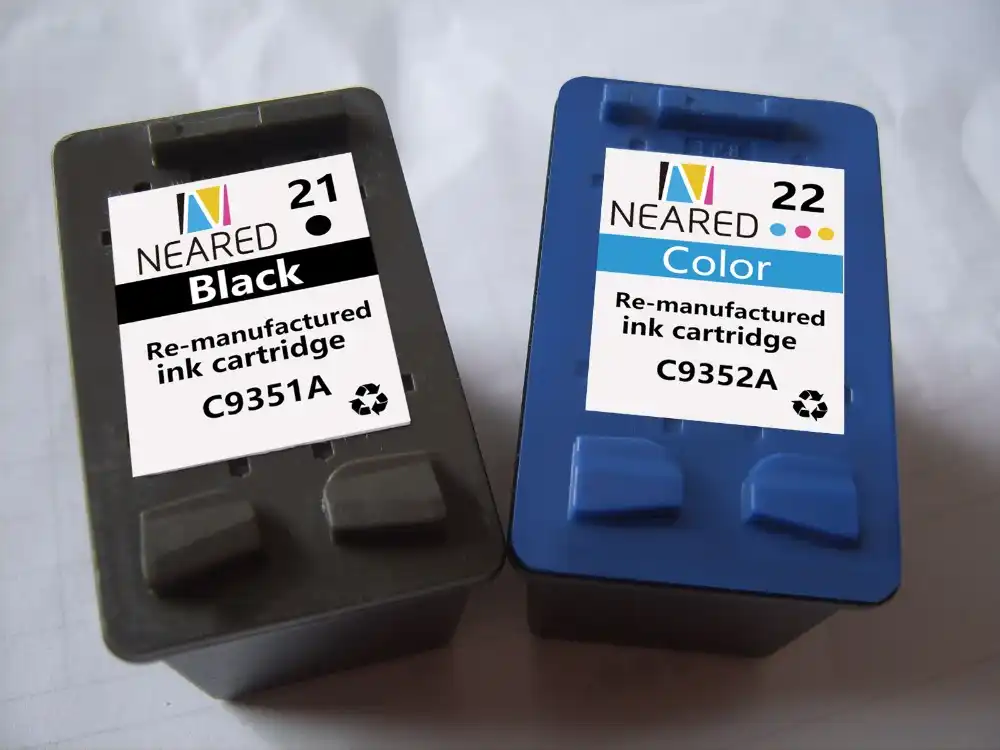 21
NEARED
Black
Re-manufactured
ink cartridge
C9351A
22
NEARED
Color
Re-manufactured
ink cartridge
C9352A